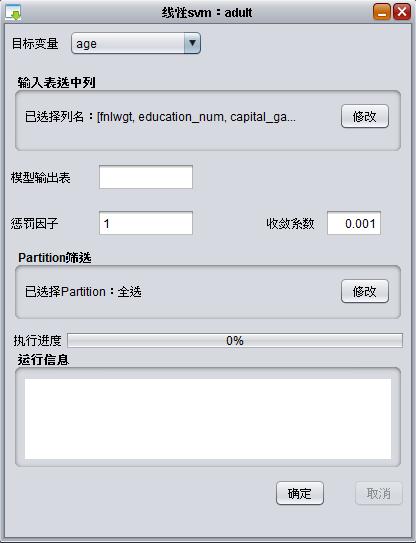 线性svm：adult
目标变量 age
输入表选中列
已选择列名：[fnlwgt, education_num, capital_ga... 修改
模型输出表
惩罚因子 1 收敛系数 0.001
Partition筛选
已选择Partition：全选 修改
执行进度 0%
运行信息
确定 取消